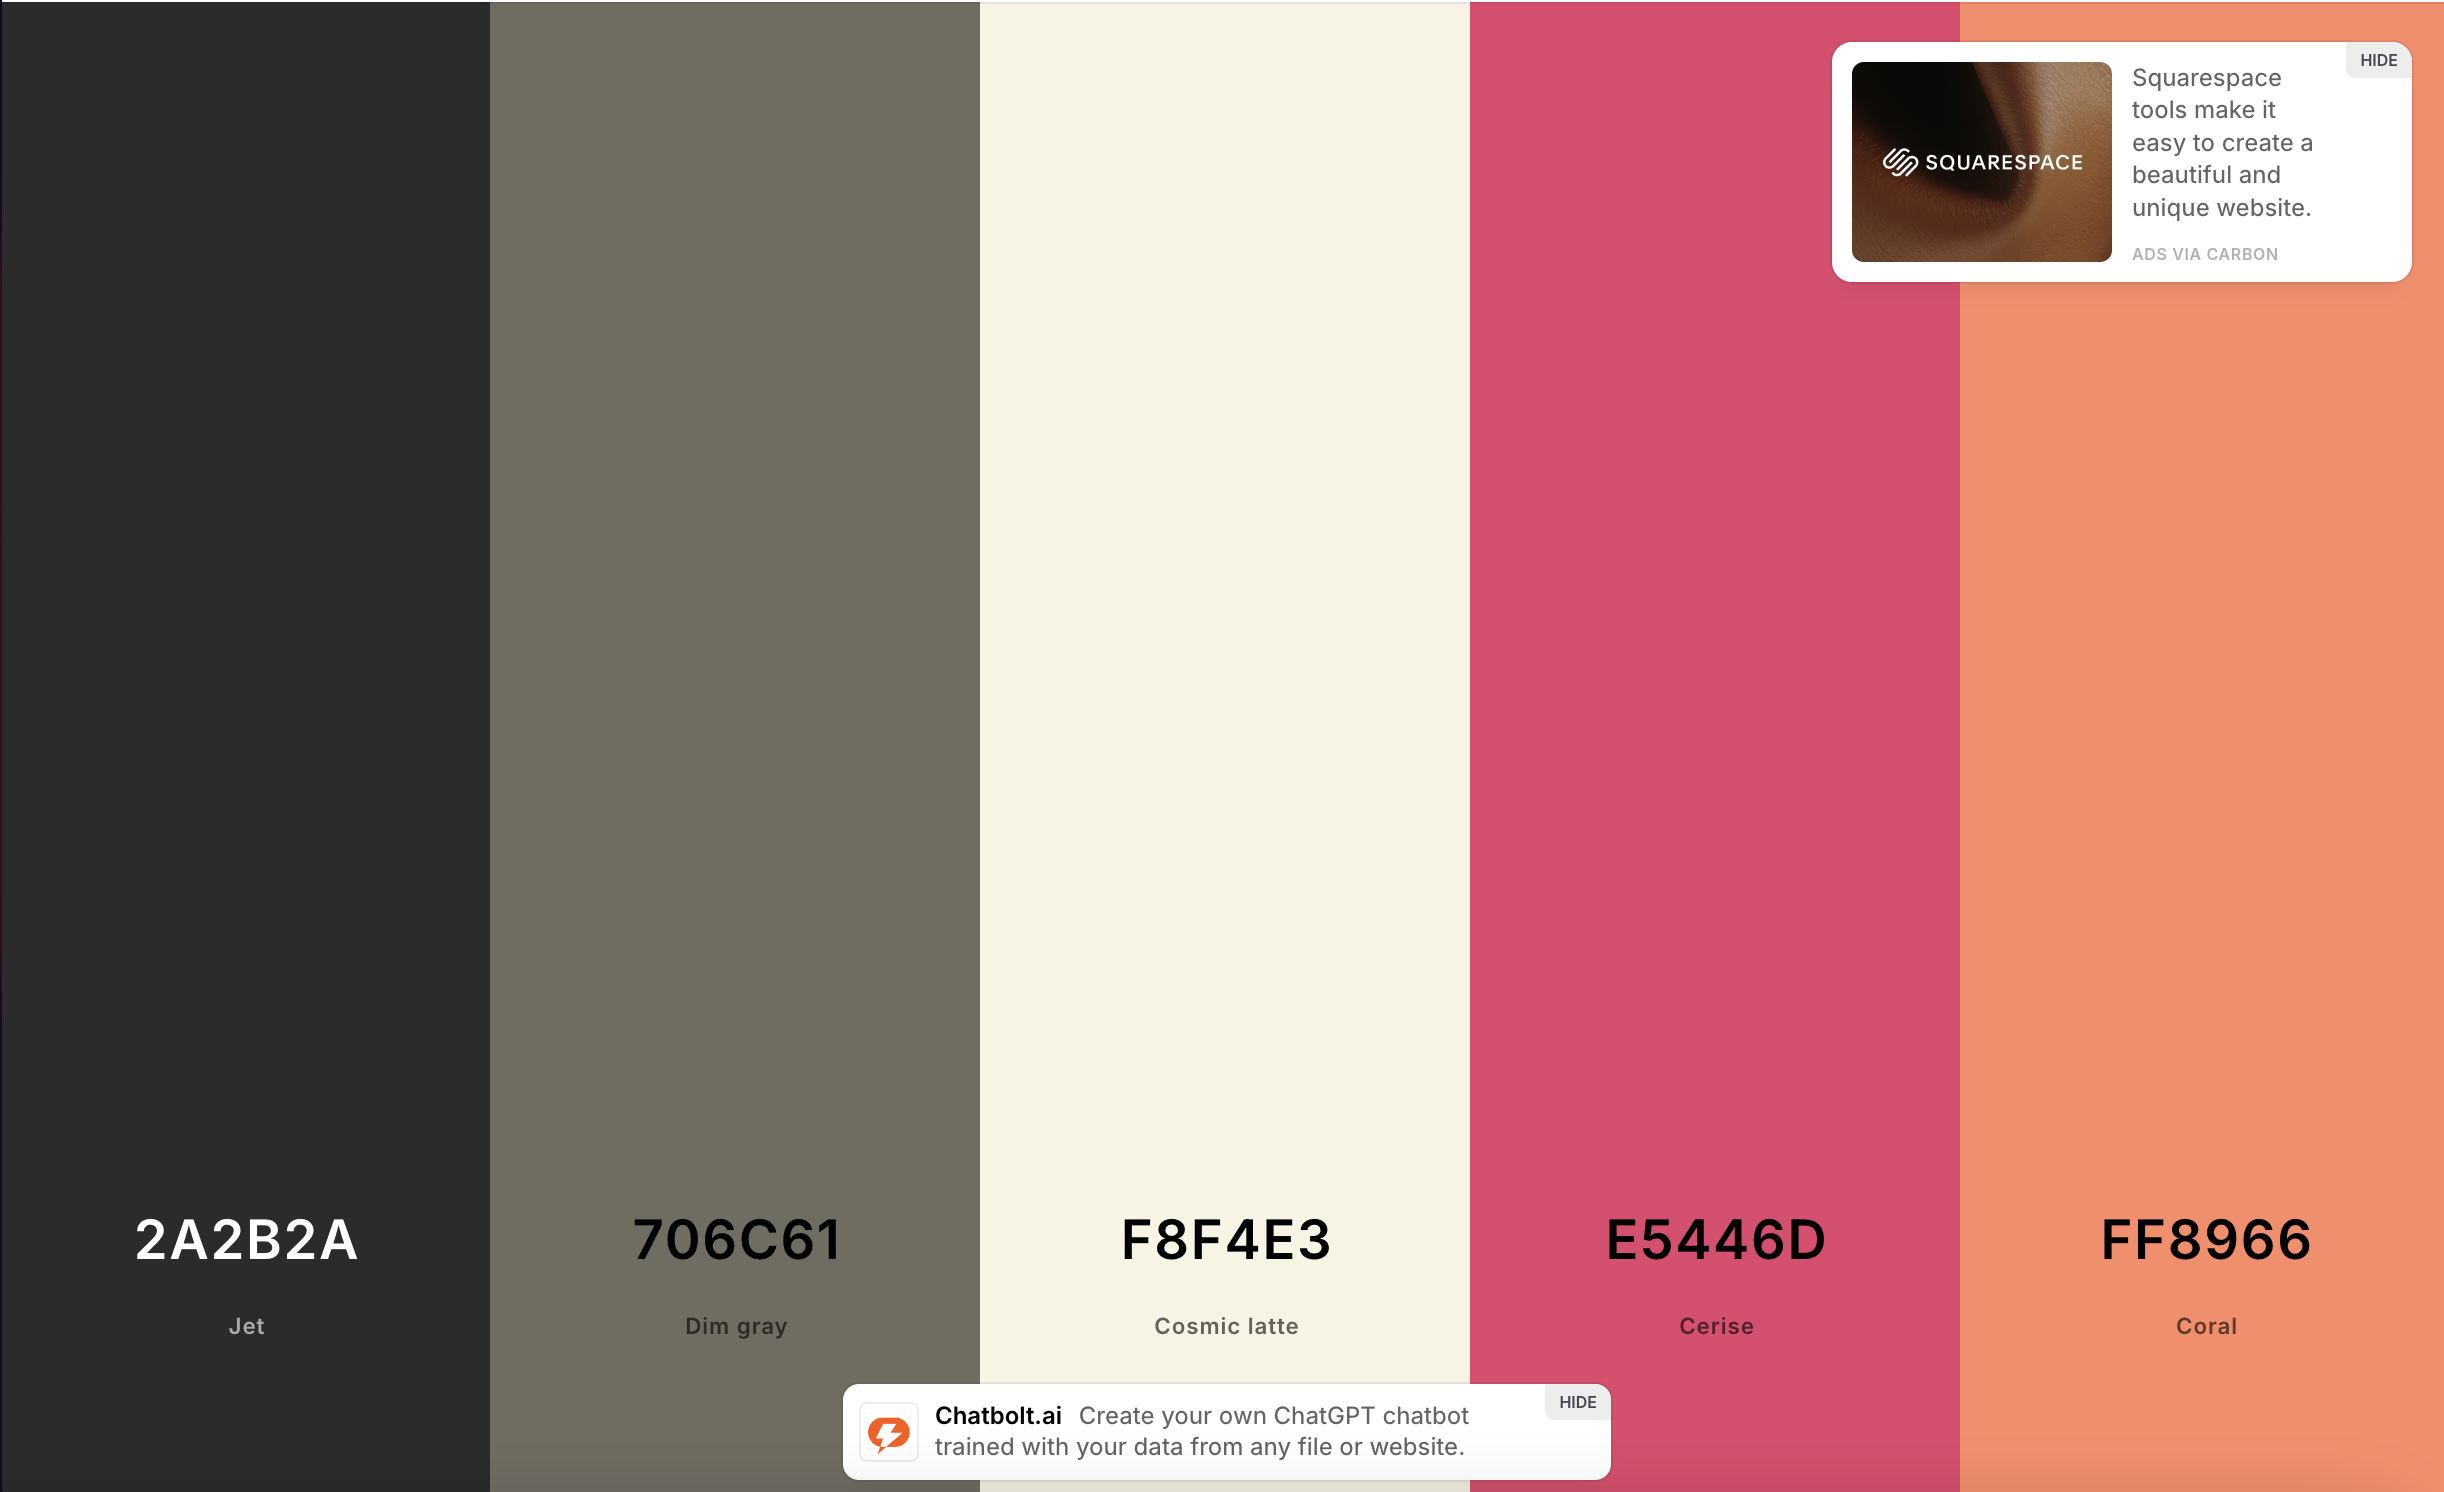 HIDE
SQUARESPACE
Squarespace
tools make it
easy to create a
beautiful and
unique website.
ADS VIA CARBON
2A2B2A
Jet
706C61
Dim gray
F8F4E3
Cosmic latte
E5446D
Cerise
FF8966
Coral
HIDE
Chatbolt.ai Create your own ChatGPT chatbot
trained with your data from any file or website.